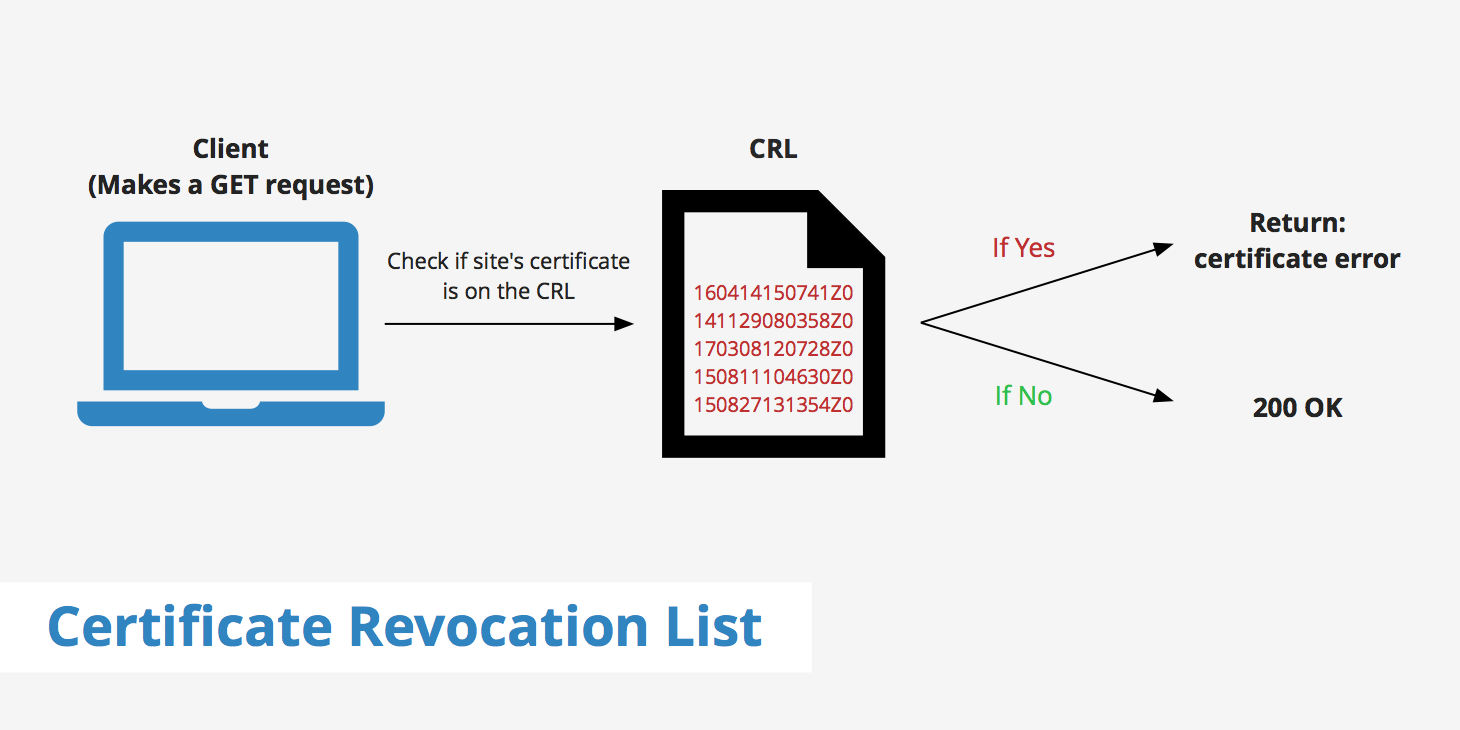 Client
(Makes a GET request)
Check if site's certificate
is on the CRL
CRL
160414150741Z0
141129080358Z0
170308120728Z0
150811104630Z0
150827131354Z0
If Yes
Return:
certificate error
If No
200 OK
Certificate Revocation List